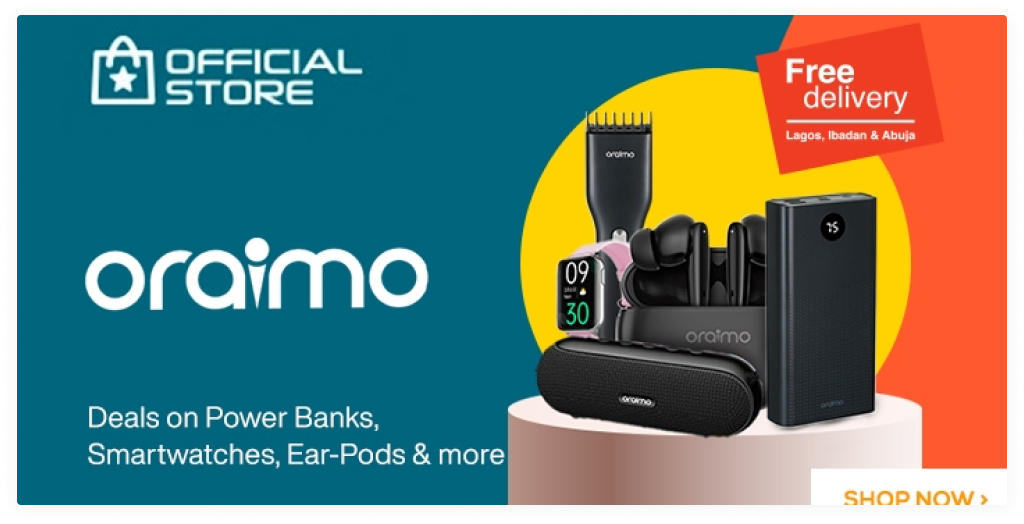 OFFICIAL
STORE
Free
delivery
Lagos, Ibadan & Abuja
oraimo
Deals on Power Banks,
Smartwatches, Ear-Pods & more
oraimo
75
09
30
oraimo
oraimo
oraimo
SHOP NOW ›